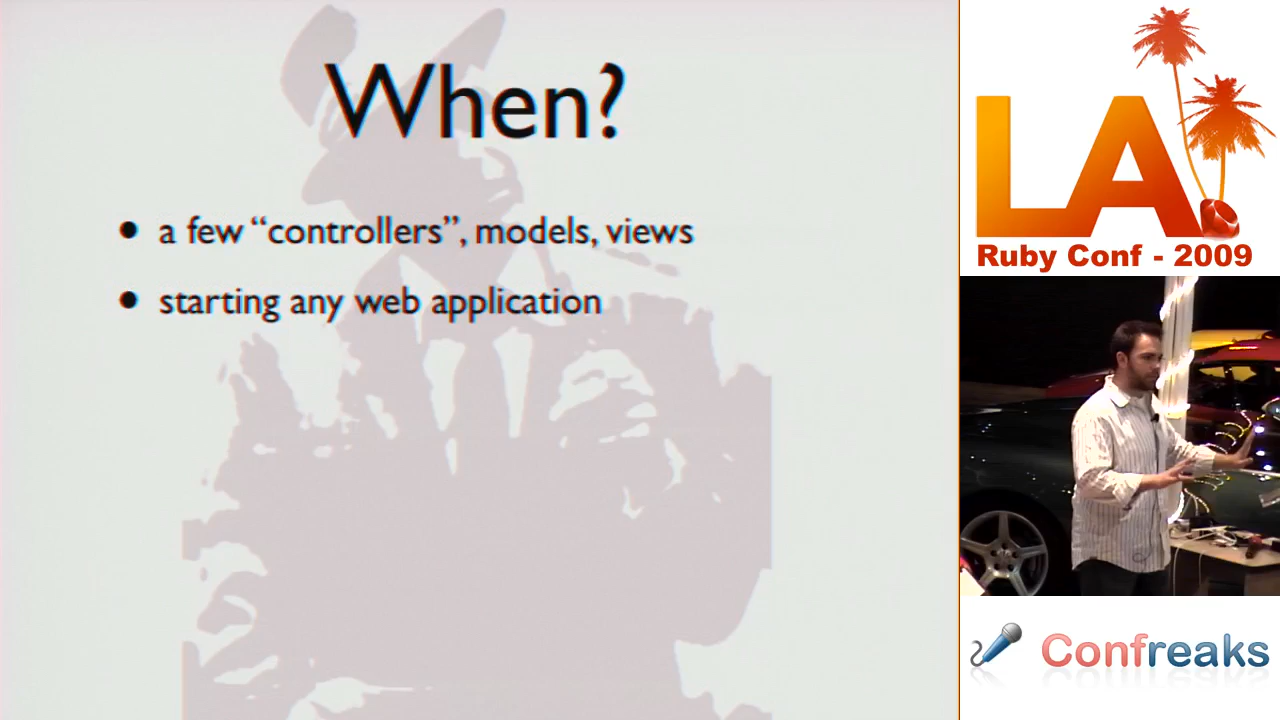 When?
• a few “controllers”, models, views
• starting any web application
LA
Ruby Conf - 2009
Confreaks